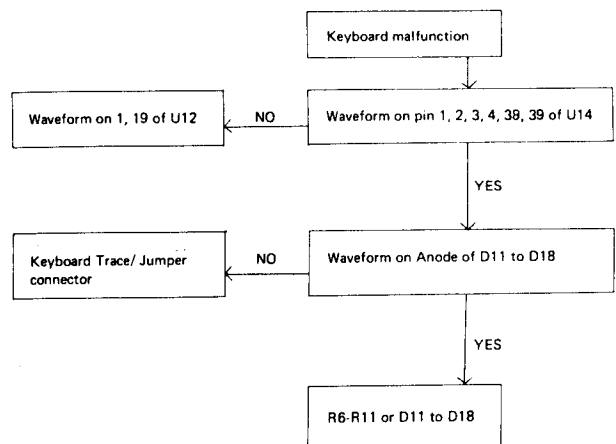 Keyboard malfunction
Waveform on 1, 19 of U12
NO
Waveform on pin 1, 2, 3, 4, 38, 39 of U14
YES
Keyboard Trace/ Jumper
connector
NO
Waveform on Anode of D11 to D18
YES
R6-R11 or D11 to D18